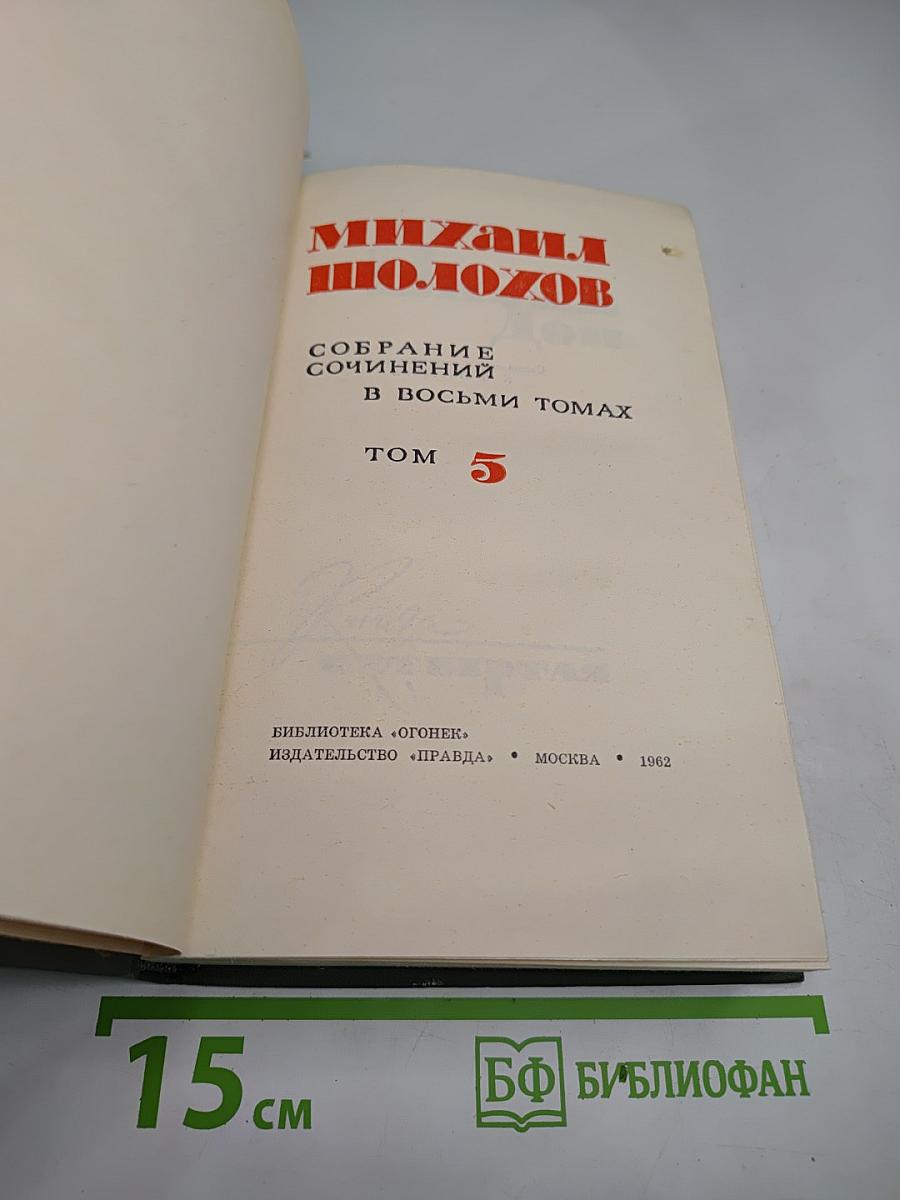 Михаил
Шолохов
СОБРАНИЕ
СОЧИНЕНИЙ
В ВОСЬМИ ТОМАХ
ТОМ 5
БИБЛИОТЕКА «ОГОНЕК»
ИЗДАТЕЛЬСТВО «ПРАВДА» • МОСКВА • 1962
15 см
БФ БИБЛИОФАН